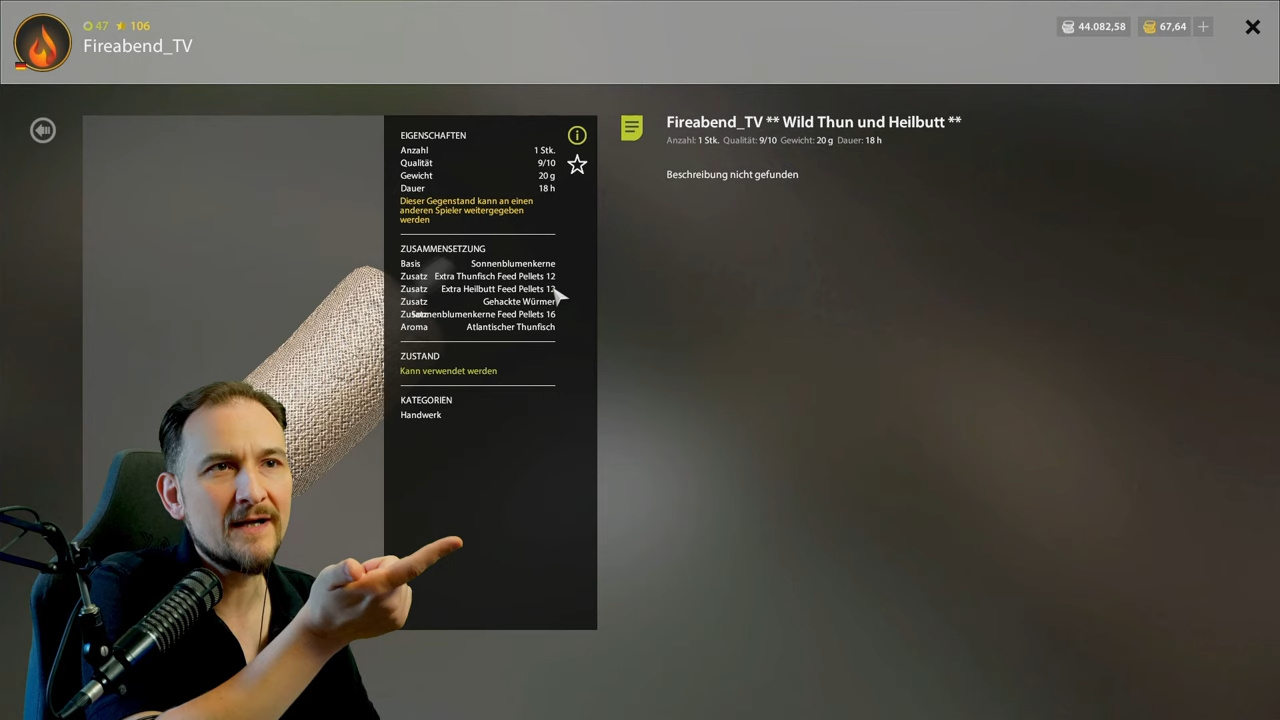 47 106
Fireabend_TV
44.082,58 67,64 +
EIGENSCHAFTEN
Anzahl 1 Stk.
Qualität 9/10
Gewicht 20 g
Dauer 18 h
Dieser Gegenstand kann an einen
anderen Spieler weitergegeben
werden
ZUSAMMENSETZUNG
Basis Sonnenblumenkerne
Zusatz Extra Thunfisch Feed Pellets 12
Zusatz Extra Heilbutt Feed Pellets 12
Zusatz Gehackte Würmer
Zusatz Sonnenblumenkerne Feed Pellets 16
Aroma Atlantischer Thunfisch
ZUSTAND
Kann verwendet werden
KATEGORIEN
Handwerk
Fireabend_TV ** Wild Thun und Heilbutt **
Anzahl: 1 Stk. Qualität: 9/10 Gewicht: 20 g Dauer: 18 h
Beschreibung nicht gefunden